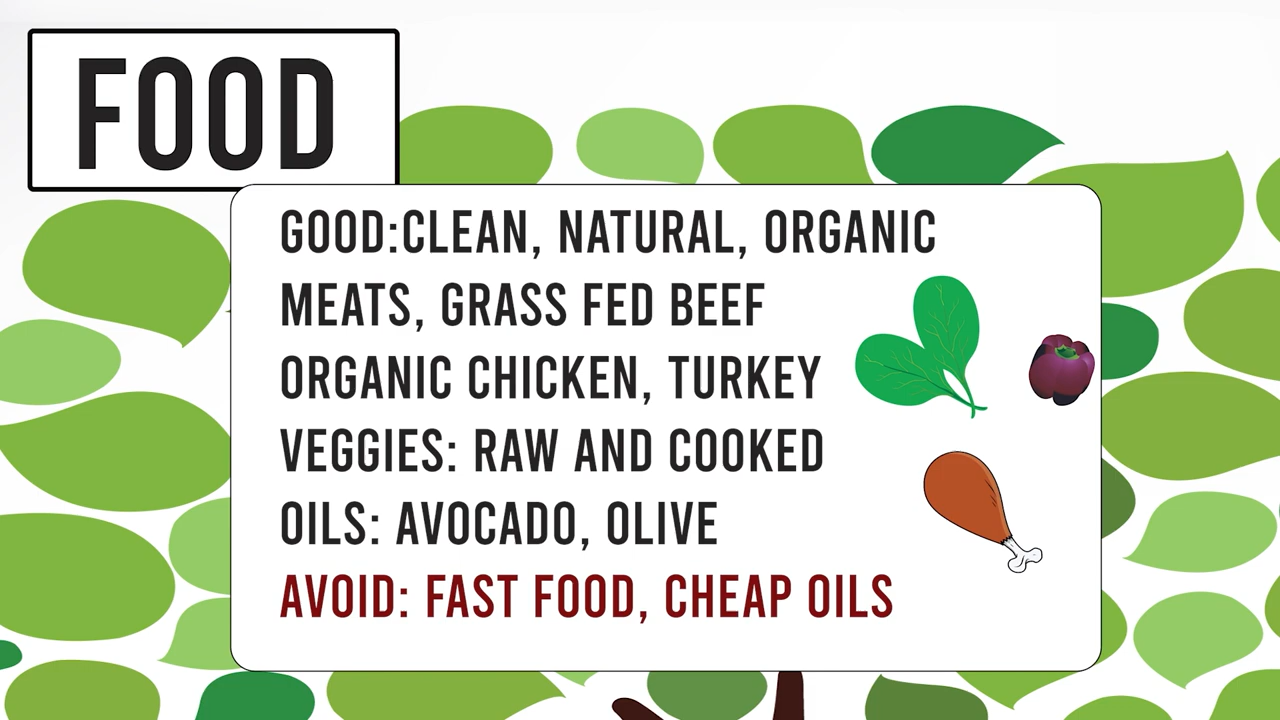 FOOD
GOOD:CLEAN, NATURAL, ORGANIC
MEATS, GRASS FED BEEF
ORGANIC CHICKEN, TURKEY
VEGGIES: RAW AND COOKED
OILS: AVOCADO, OLIVE
AVOID: FAST FOOD, CHEAP OILS